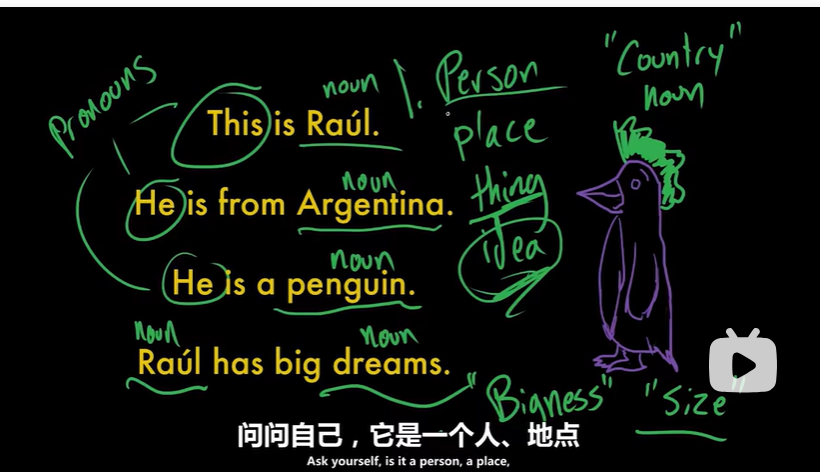 "Country"
noun
Pronouns
noun
1. Person
This is Raúl.
place
noun
thing
He is from Argentina.
idea
noun
He is a penguin.
noun noun
Raúl has big dreams.
"Bigness" "Size"
问问自己，它是一个人、地点
Ask yourself, is it a person, a place,